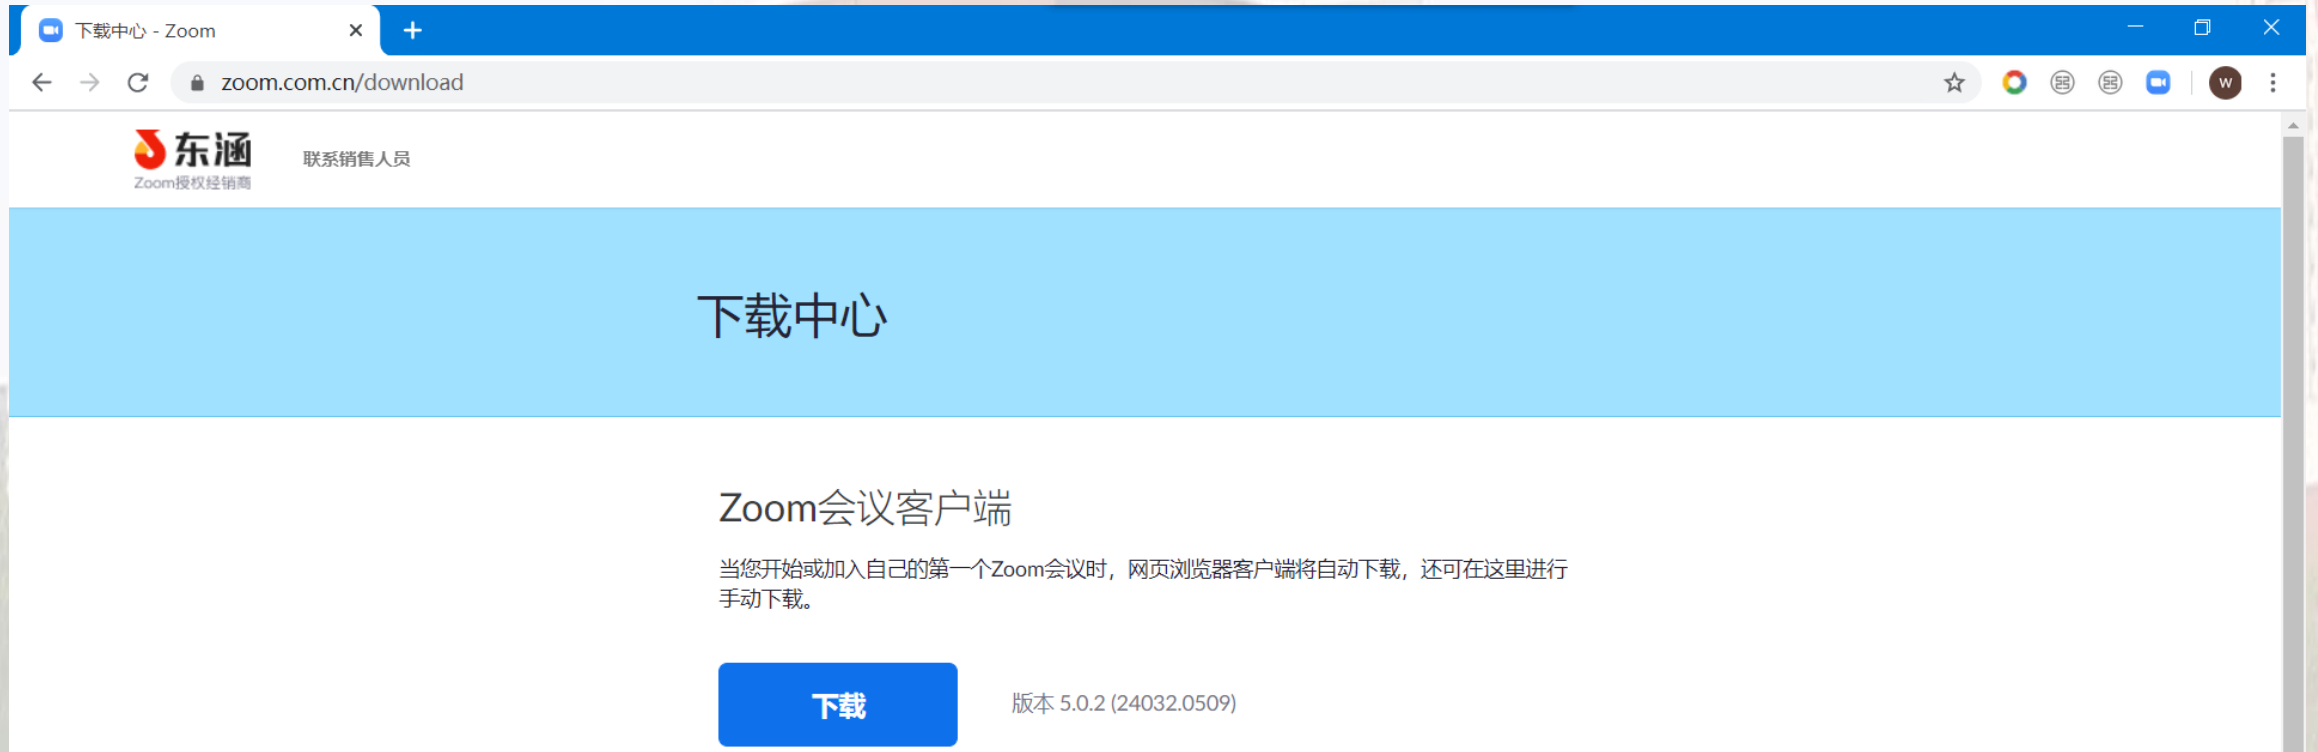 下载中心 - Zoom
zoom.com.cn/download
W
东涵
Zoom授权经销商
联系销售人员
下载中心
Zoom会议客户端
当您开始或加入自己的第一个Zoom会议时，网页浏览器客户端将自动下载，还可在这里进行
手动下载。
下载
版本 5.0.2 (24032.0509)